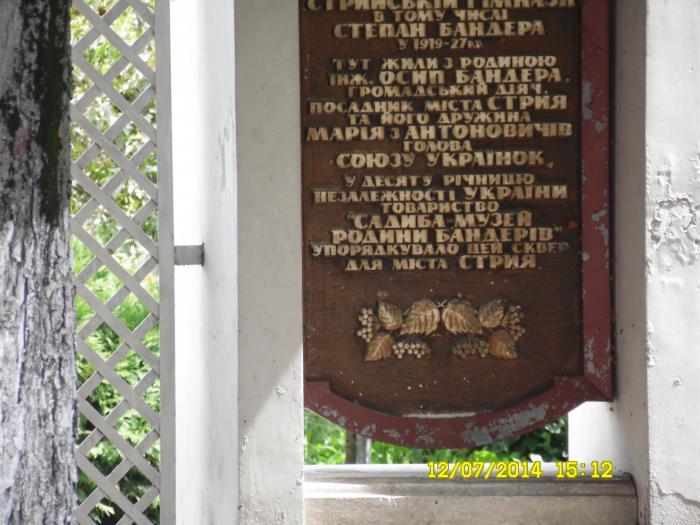 СТРИЙСЬКІЙ ГІМНАЗІЇ
В ТОМУ ЧИСЛІ
СТЕПАН БАНДЕРА
У 1919-27 Р.Р.
ТУТ ЖИЛИ З РОДИНОЮ
ІНЖ. ОСИП БАНДЕРА
ГРОМАДСЬКИЙ ДІЯЧ,
ПОСАДНИК МІСТА СТРИЯ
ТА ЙОГО ДРУЖИНА
МАРІЯ З АНТОНОВИЧІВ
ГОЛОВА
СОЮЗУ УКРАЇНОК.
У ДЕСЯТУ РІЧНИЦЮ
НЕЗАЛЕЖНОСТІ УКРАЇНИ
ТОВАРИСТВО
"САДИБА-МУЗЕЙ
РОДИНИ БАНДЕРІВ"
УПОРЯДКУВАЛО ЦЕЙ СКВЕР
ДЛЯ МІСТА СТРИЯ
12/07/2014 15:12